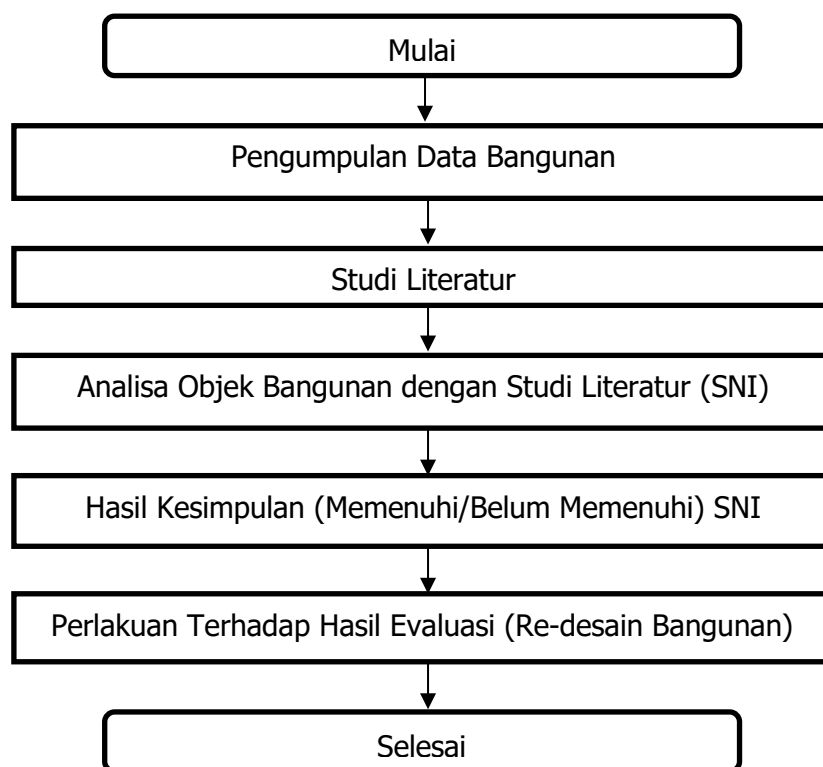 Mulai
Pengumpulan Data Bangunan
Studi Literatur
Analisa Objek Bangunan dengan Studi Literatur (SNI)
Hasil Kesimpulan (Memenuhi/Belum Memenuhi) SNI
Perlakuan Terhadap Hasil Evaluasi (Re-desain Bangunan)
Selesai